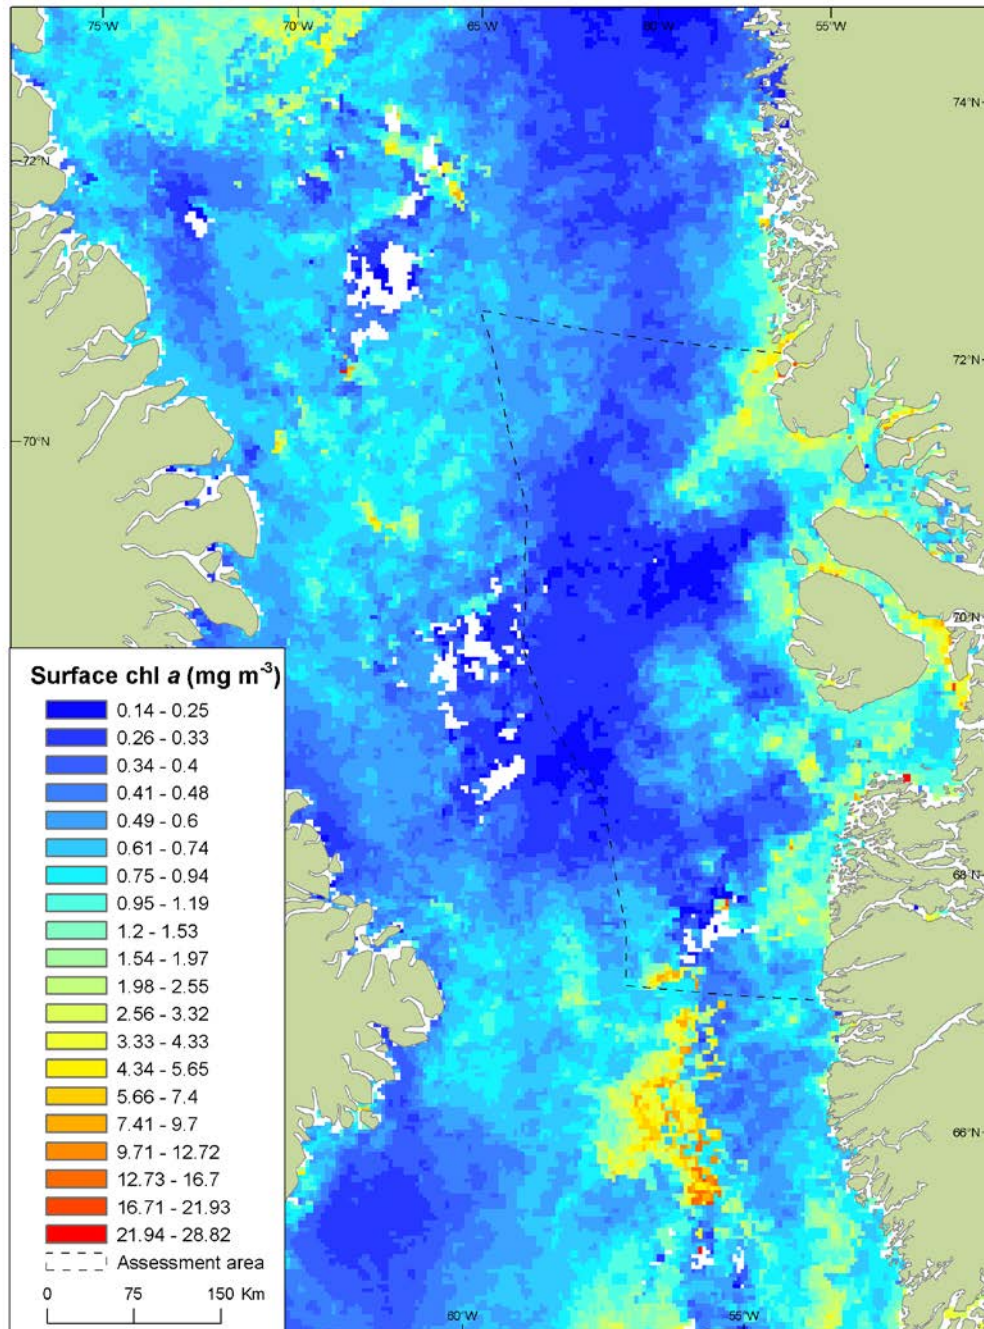 75°W 70°W 65°W 60°W 55°W
74°N
72°N
72°N
70°N
70°N
Surface chl a (mg m-3)
0.14 - 0.25
0.26 - 0.33
0.34 - 0.4
0.41 - 0.48
0.49 - 0.6
0.61 - 0.74
0.75 - 0.94
0.95 - 1.19
1.2 - 1.53
1.54 - 1.97
1.98 - 2.55
2.56 - 3.32
3.33 - 4.33
4.34 - 5.65
5.66 - 7.4
7.41 - 9.7
9.71 - 12.72
12.73 - 16.7
16.71 - 21.93
21.94 - 28.82
Assessment area
0 75 150 Km
68°N
66°N
60°W 55°W